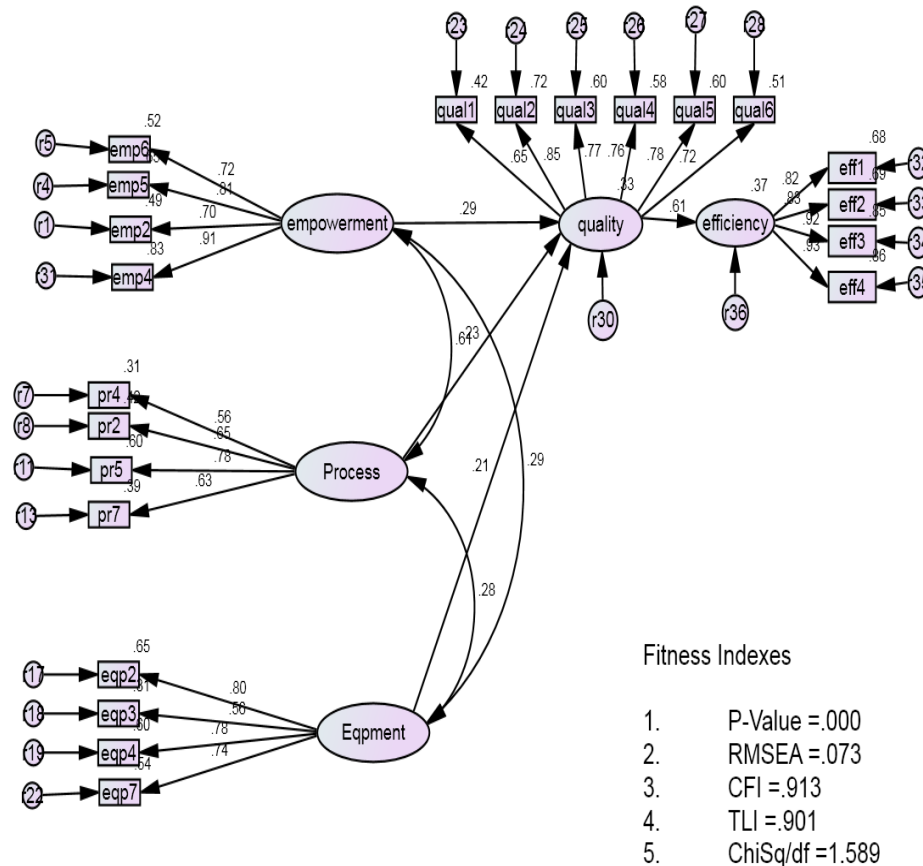 r23
r24
r25
r26
r27
r28
.42
.72
.60
.58
.60
.51
qual1
qual2
qual3
qual4
qual5
qual6
.65
.85
.77
.76
.78
.72
r5
r4
r1
r31
.52
.49
.83
emp6
emp5
emp2
emp4
.72
.81
.70
.91
empowerment
.29
quality
.33
.61
efficiency
.37
r30
r36
.82
.83
.92
.93
.68
.69
.85
.86
eff1
eff2
eff3
eff4
.61
.23
.21
.29
.28
r7
r8
r11
r13
.31
.42
.60
.39
pr4
pr2
pr5
pr7
.56
.65
.78
.63
Process
r17
r18
r19
r22
.65
.31
.60
.54
eqp2
eqp3
eqp4
eqp7
.80
.56
.78
.74
Eqpment
Fitness Indexes
1. P-Value =.000
2. RMSEA =.073
3. CFI =.913
4. TLI =.901
5. ChiSq/df =1.589